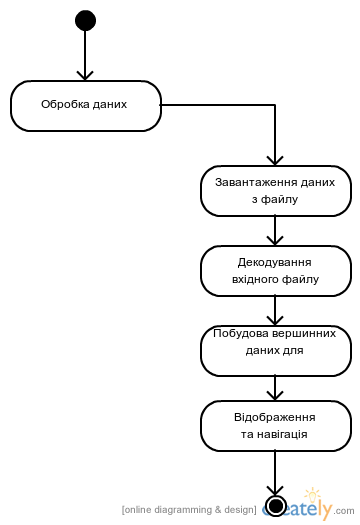 Обробка даних
Завантаження даних
з файлу
Декодування
вхідного файлу
Побудова вершинних
даних для
Відображення
та навігація
[online diagramming & design] creately.com